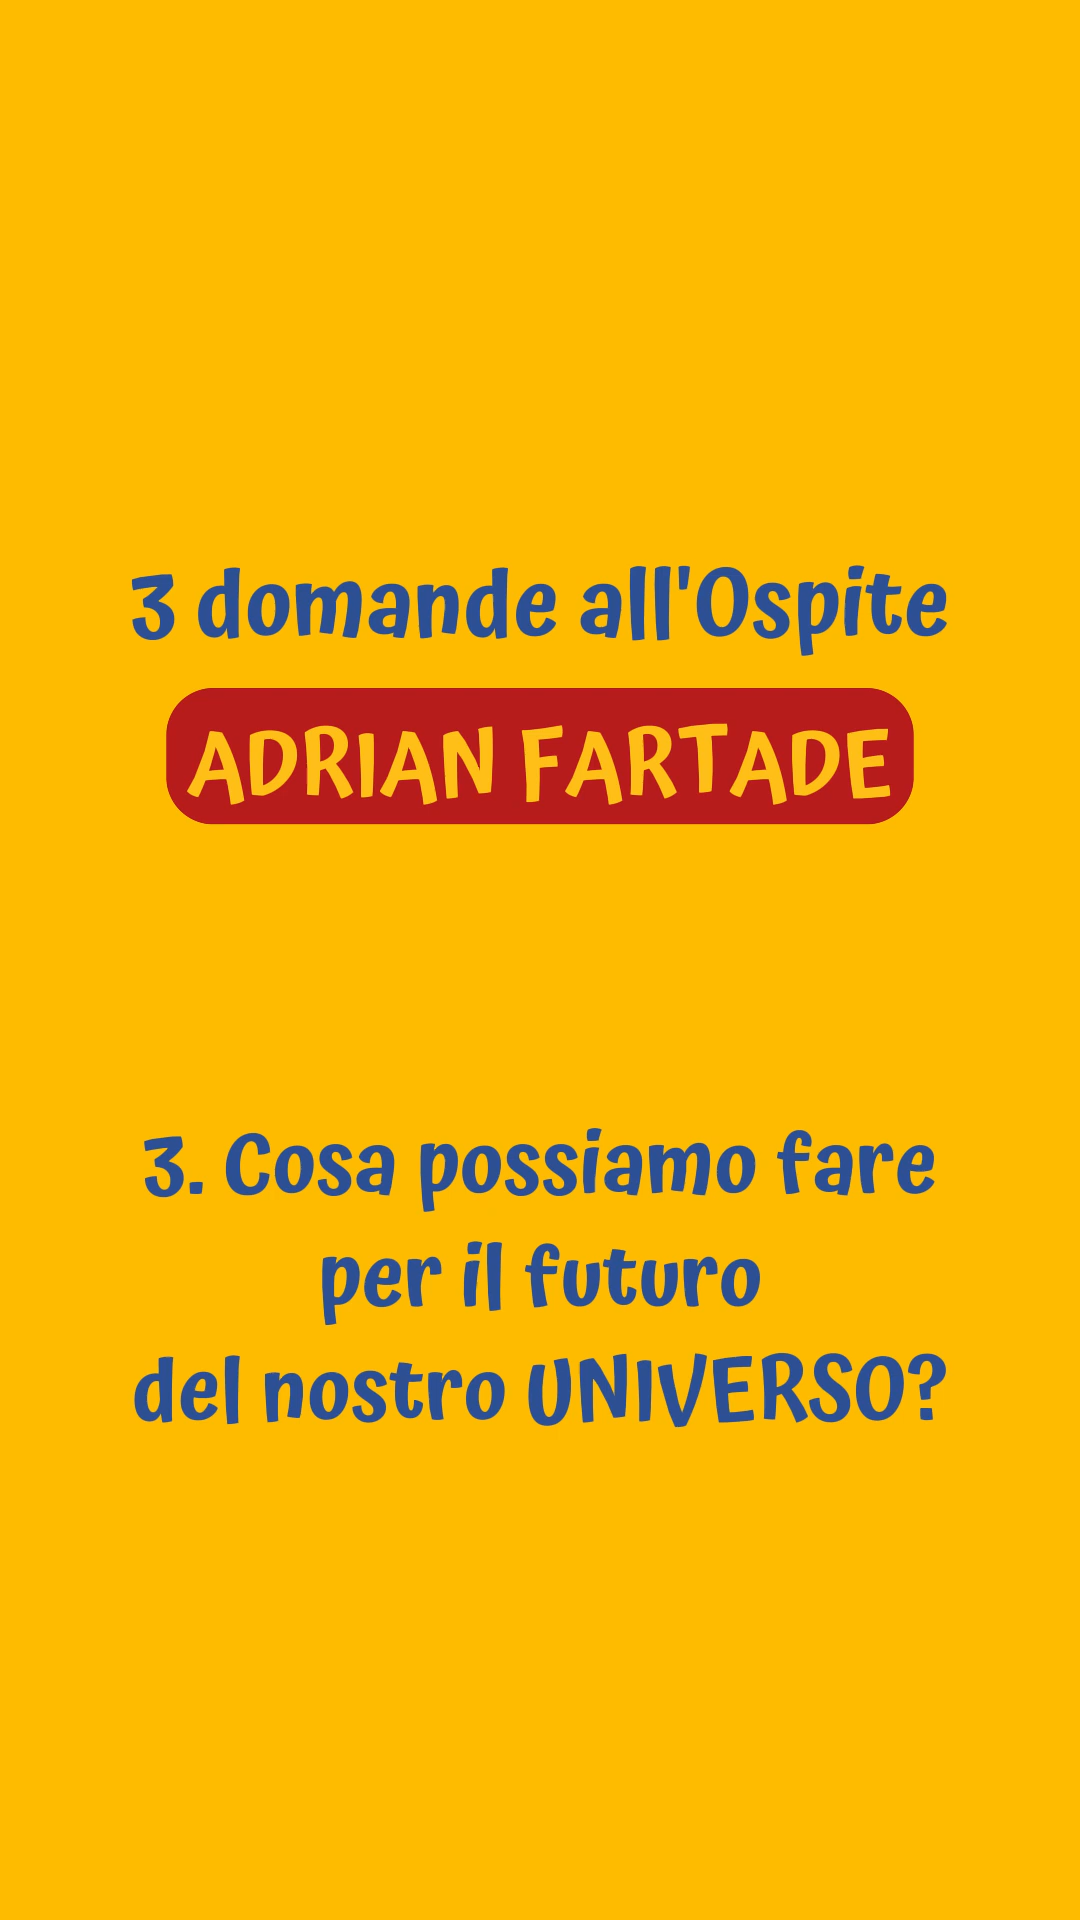 3 domande all'Ospite
ADRIAN FARTADE
3. Cosa possiamo fare
per il futuro
del nostro UNIVERSO?